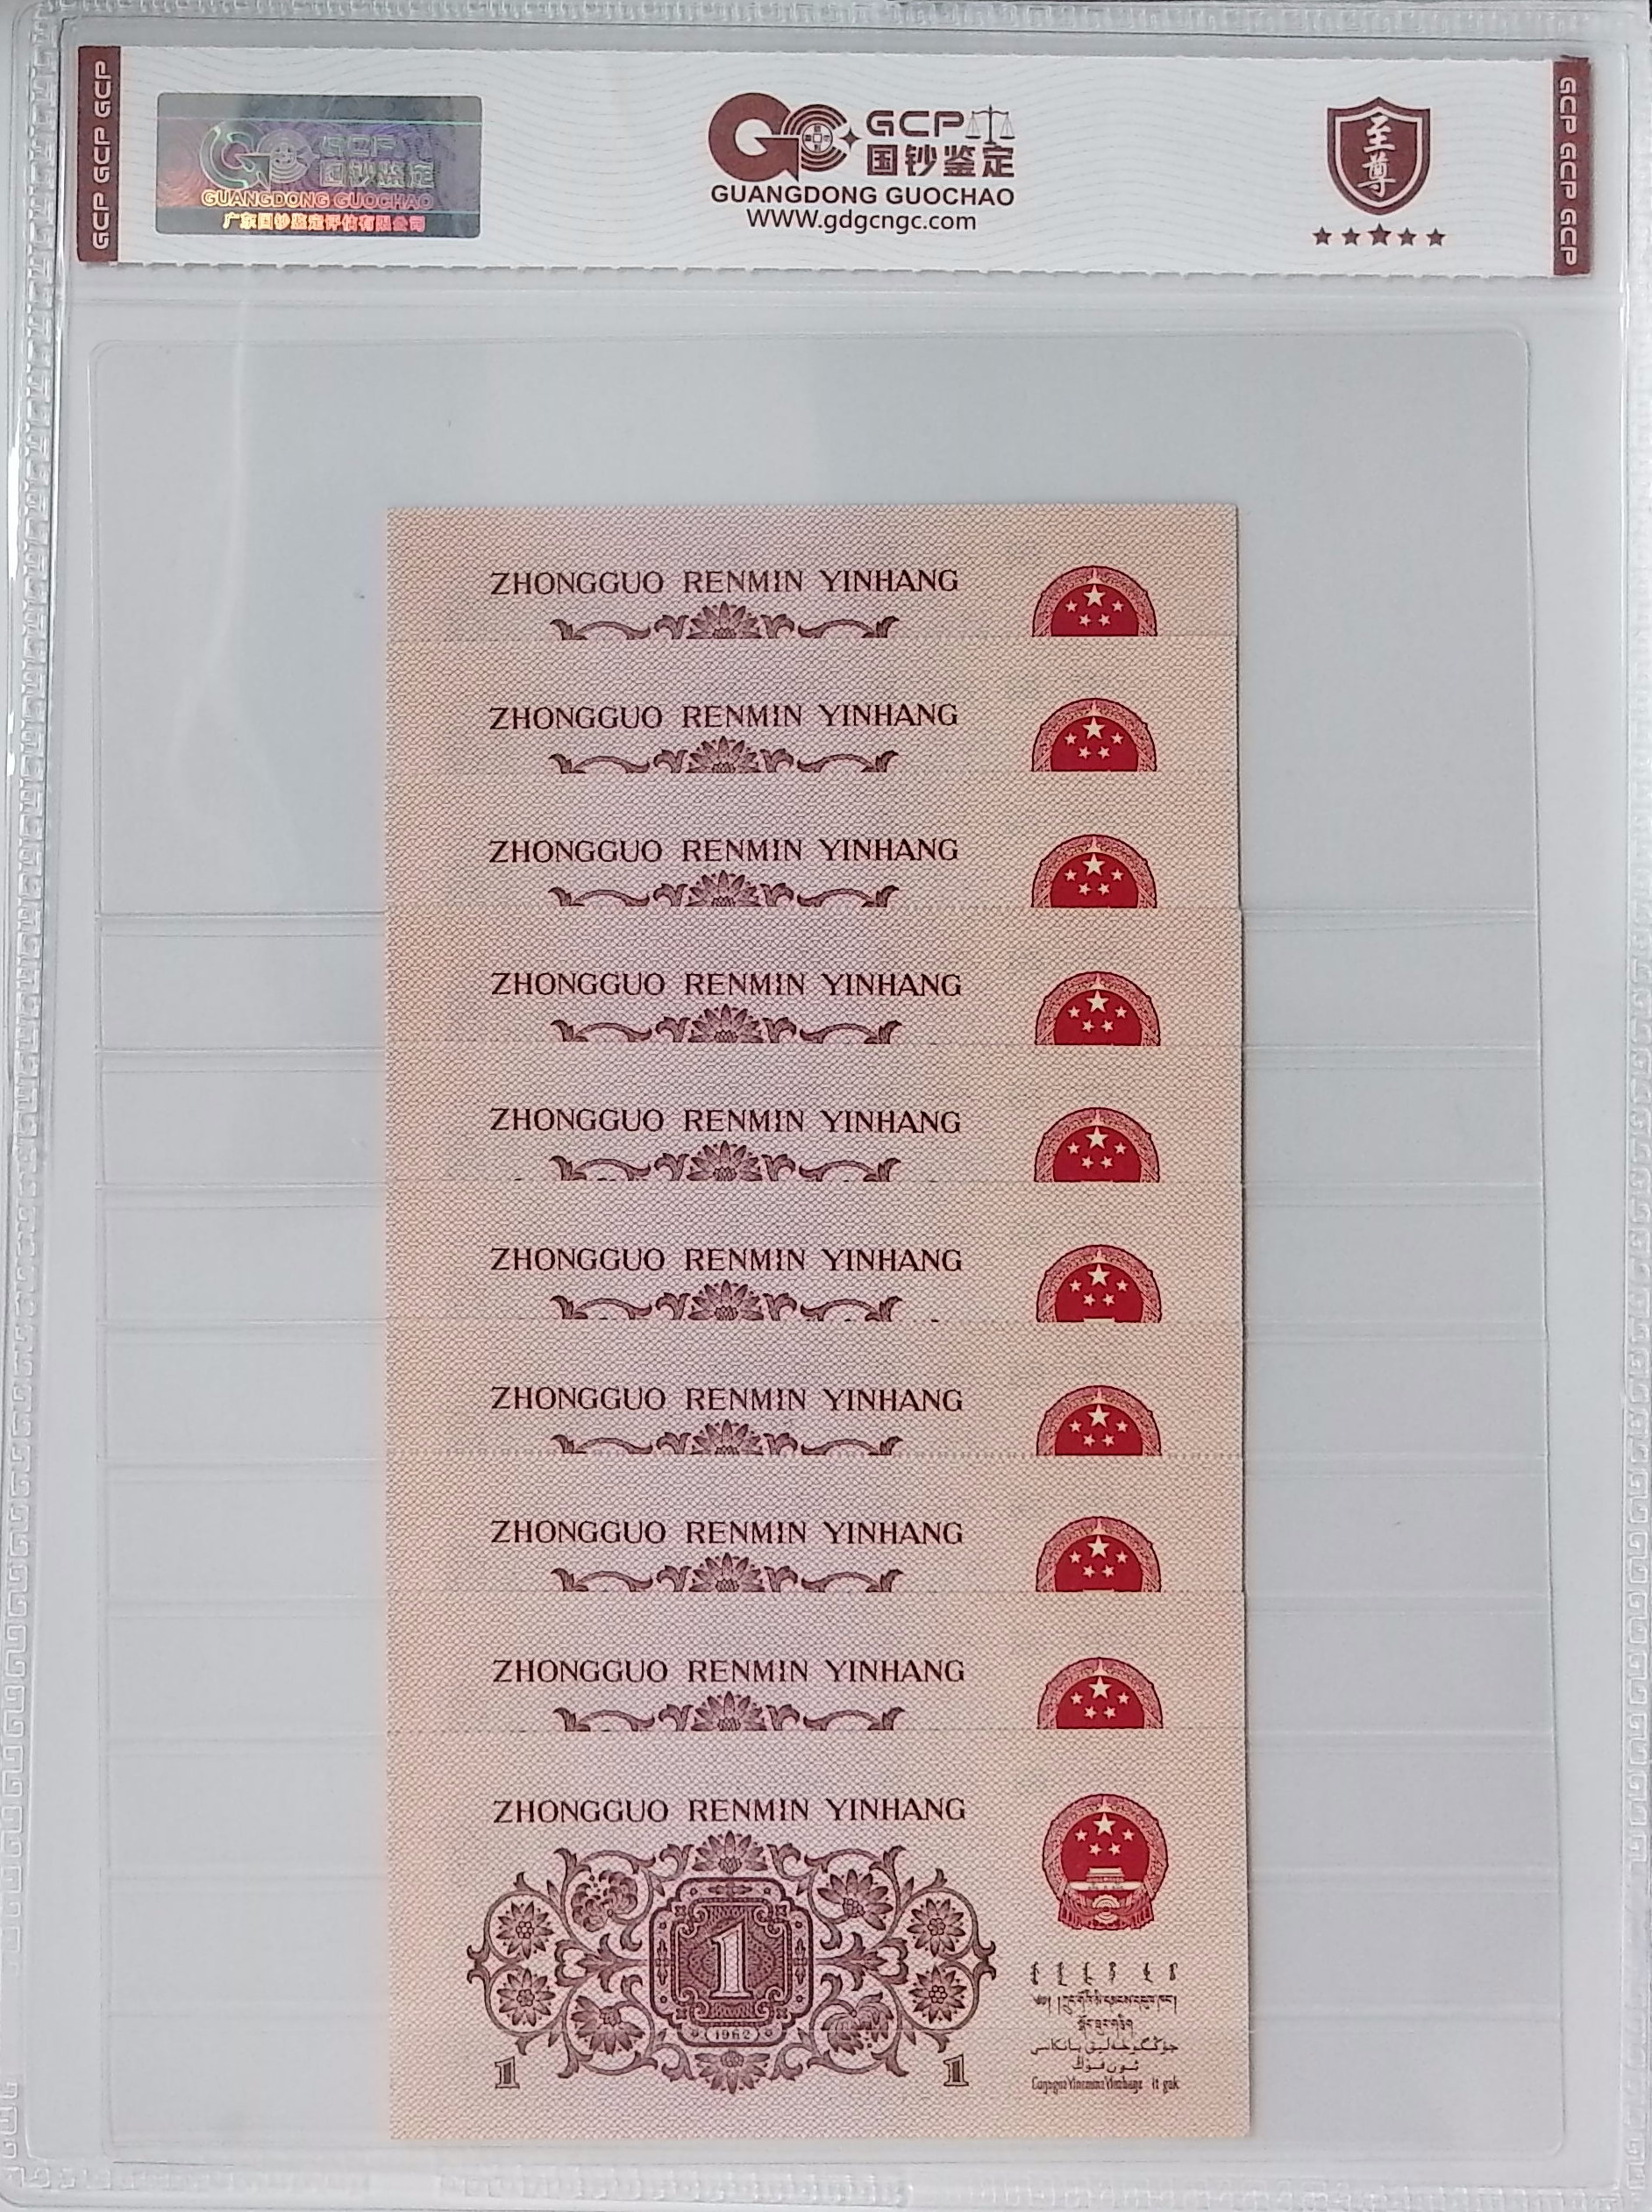 GCP GCP GCP
GCP
国钞鉴定
GUANGDONG GUOCHAO
广东国钞鉴定评估有限公司
GCP
国钞鉴定
GUANGDONG GUOCHAO
WWW.gdgcngc.com
至尊
GCP GCP GCP
ZHONGGUO RENMIN YINHANG
ZHONGGUO RENMIN YINHANG
ZHONGGUO RENMIN YINHANG
ZHONGGUO RENMIN YINHANG
ZHONGGUO RENMIN YINHANG
ZHONGGUO RENMIN YINHANG
ZHONGGUO RENMIN YINHANG
ZHONGGUO RENMIN YINHANG
ZHONGGUO RENMIN YINHANG
ZHONGGUO RENMIN YINHANG
1
1962
1 1